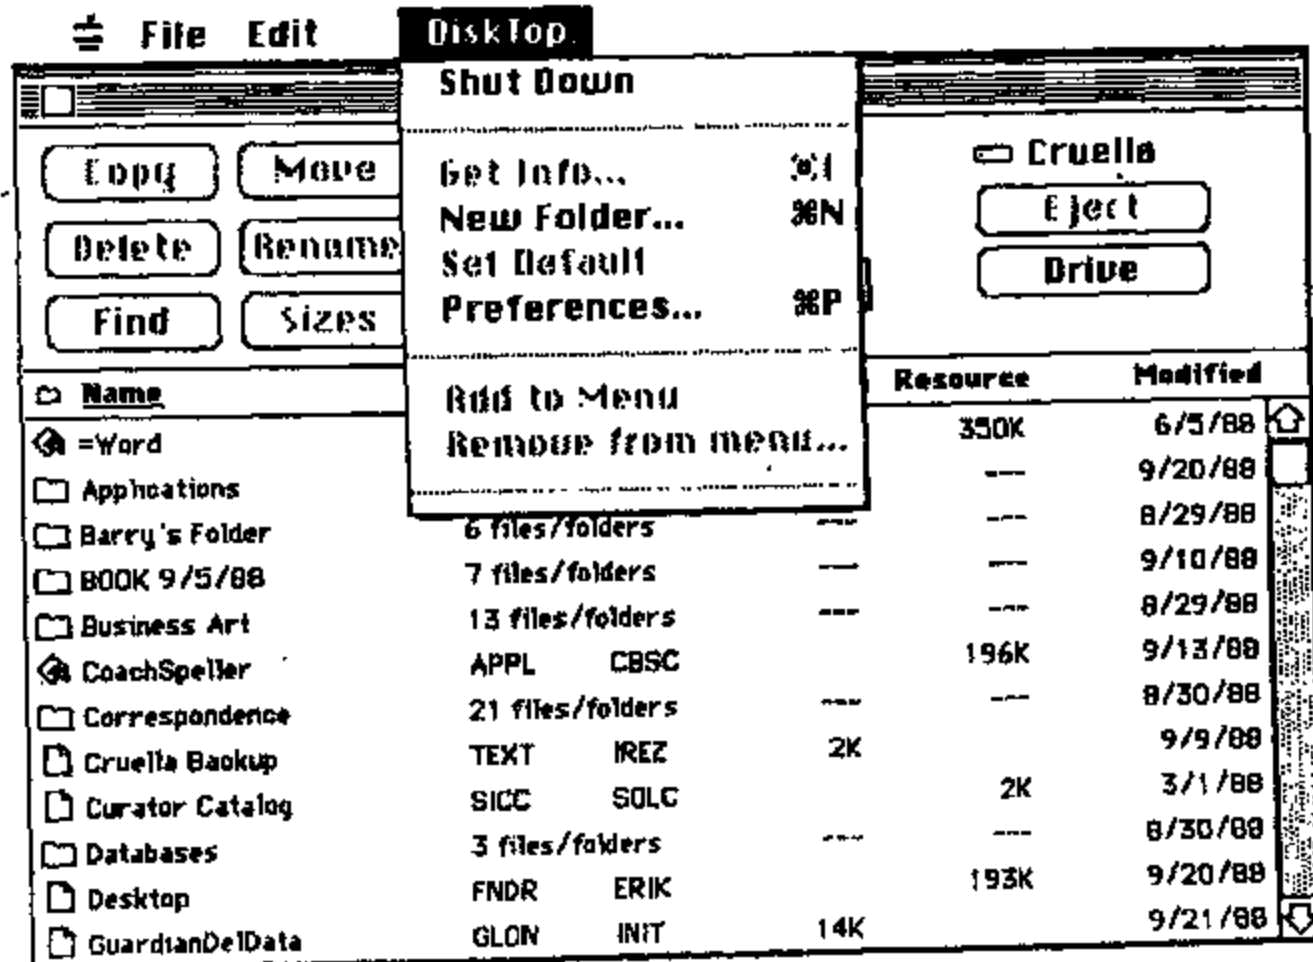 File Edit DiskTop
Shut Down
Get Info... ⌘I
New Folder... ⌘N
Set Default
Preferences... ⌘P
Add to Menu
Remove from menu...
Copy Move
Delete Rename
Find Sizes
Cruella
Eject
Drive
Name Resource Modified
=Word 350K 6/5/88
Applications --- 9/20/88
Barry's Folder 6 files/folders --- --- 8/29/88
BOOK 9/5/88 7 files/folders --- --- 9/10/88
Business Art 13 files/folders --- --- 8/29/88
CoachSpeller APPL CBSC 196K 9/13/88
Correspondence 21 files/folders --- --- 8/30/88
Cruella Backup TEXT IREZ 2K 9/9/88
Curator Catalog SICC SOLC 2K 3/1/88
Databases 3 files/folders --- --- 8/30/88
Desktop FNDR ERIK 193K 9/20/88
GuardianDelData GLON INIT 14K 9/21/88